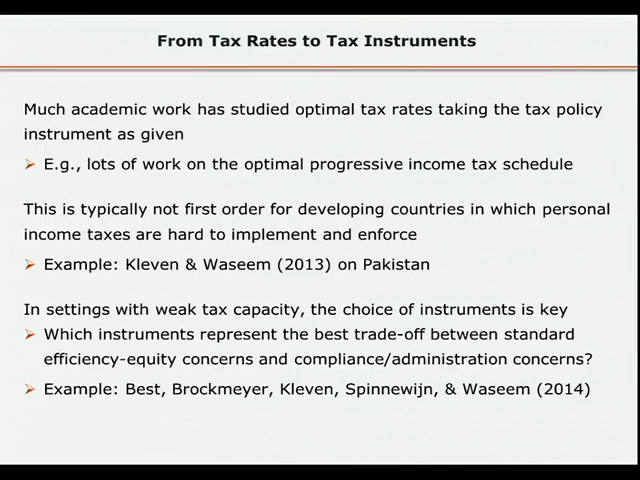 From Tax Rates to Tax Instruments
Much academic work has studied optimal tax rates taking the tax policy
instrument as given
➢ E.g., lots of work on the optimal progressive income tax schedule
This is typically not first order for developing countries in which personal
income taxes are hard to implement and enforce
➢ Example: Kleven & Waseem (2013) on Pakistan
In settings with weak tax capacity, the choice of instruments is key
➢ Which instruments represent the best trade-off between standard
efficiency-equity concerns and compliance/administration concerns?
➢ Example: Best, Brockmeyer, Kleven, Spinnewijn, & Waseem (2014)